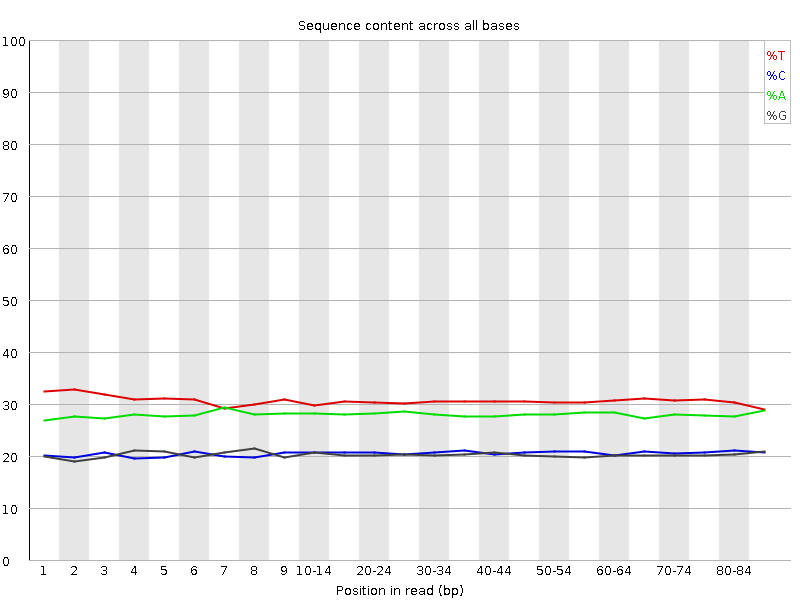 Sequence content across all bases
100
90
80
70
60
50
40
30
20
10
0
%T
%C
%A
%G
1 2 3 4 5 6 7 8 9 10-14 20-24 30-34 40-44 50-54 60-64 70-74 80-84
Position in read (bp)